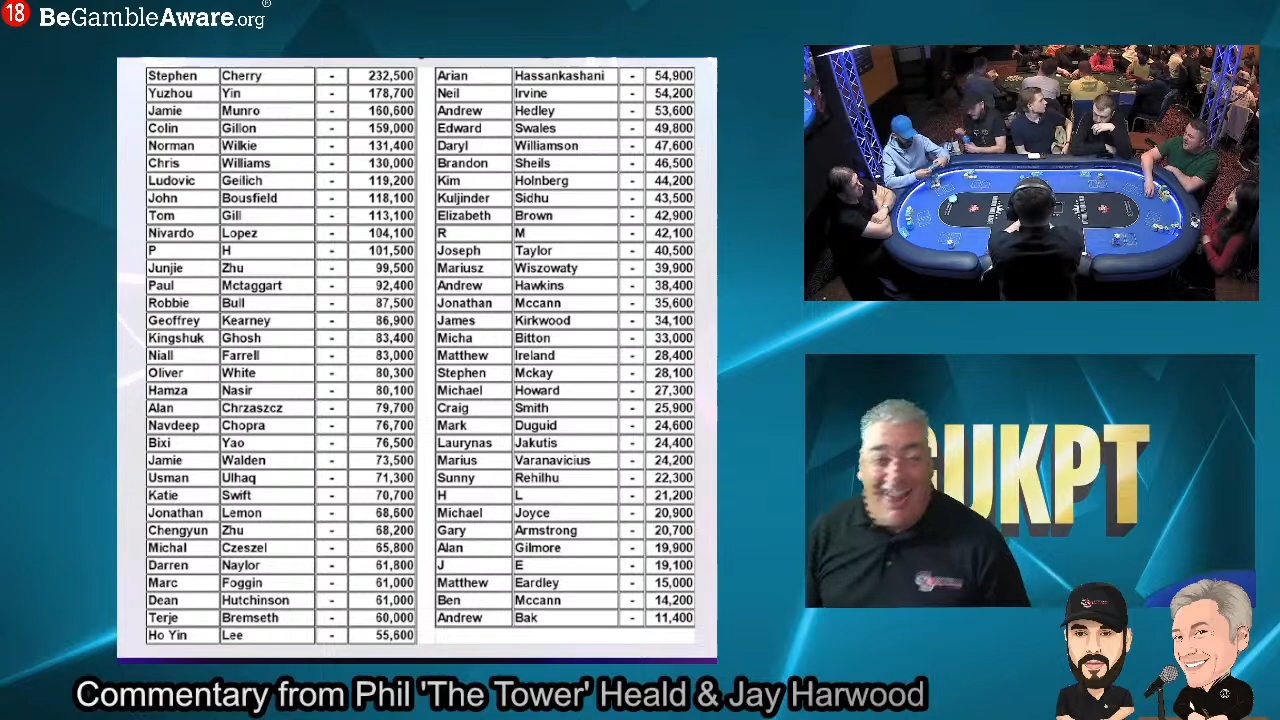 18 BeGambleAware.org®
Stephen Cherry - 232,500
Yuzhou Yin - 178,700
Jamie Munro - 160,600
Colin Gillon - 159,000
Norman Wilkie - 131,400
Chris Williams - 130,000
Ludovic Geilich - 119,200
John Bousfield - 118,100
Tom Gill - 113,100
Nivardo Lopez - 104,100
P H - 101,500
Junjie Zhu - 99,500
Paul Mctaggart - 92,400
Robbie Bull - 87,500
Geoffrey Kearney - 86,900
Kingshuk Ghosh - 83,400
Niall Farrell - 83,000
Oliver White - 80,300
Hamza Nasir - 80,100
Alan Chrzaszcz - 79,700
Navdeep Chopra - 76,700
Bixi Yao - 76,500
Jamie Walden - 73,500
Usman Ulhaq - 71,300
Katie Swift - 70,700
Jonathan Lemon - 68,600
Chengyun Zhu - 68,200
Michal Czeszel - 65,800
Darren Naylor - 61,800
Marc Foggin - 61,000
Dean Hutchinson - 61,000
Terje Bremseth - 60,000
Ho Yin Lee - 55,600
Arian Hassankashani - 54,900
Neil Irvine - 54,200
Andrew Hedley - 53,600
Edward Swales - 49,800
Daryl Williamson - 47,600
Brandon Sheils - 46,500
Kim Holnberg - 44,200
Kuljinder Sidhu - 43,500
Elizabeth Brown - 42,900
R M - 42,100
Joseph Taylor - 40,500
Mariusz Wiszowaty - 39,900
Andrew Hawkins - 38,400
Jonathan Mccann - 35,600
James Kirkwood - 34,100
Micha Bitton - 33,000
Matthew Ireland - 28,400
Stephen Mckay - 28,100
Michael Howard - 27,300
Craig Smith - 25,900
Mark Duguid - 24,600
Laurynas Jakutis - 24,400
Marius Varanavicius - 24,200
Sunny Rehilhu - 22,300
H L - 21,200
Michael Joyce - 20,900
Gary Armstrong - 20,700
Alan Gilmore - 19,900
J E - 19,100
Matthew Eardley - 15,000
Ben Mccann - 14,200
Andrew Bak - 11,400
GUKPT
Commentary from Phil 'The Tower' Heald & Jay Harwood